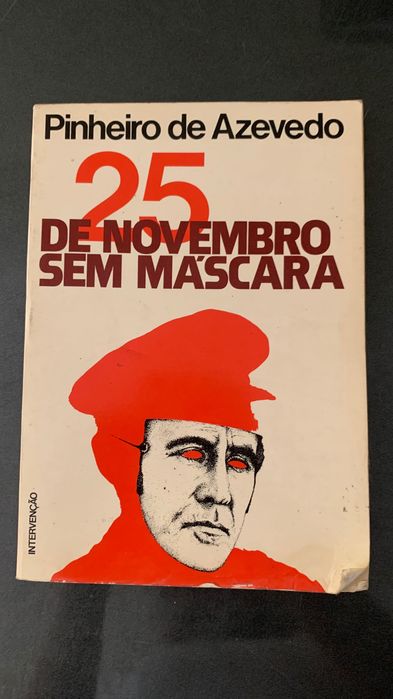 Pinheiro de Azevedo
25
DE NOVEMBRO
SEM MÁSCARA
INTERVENÇÃO